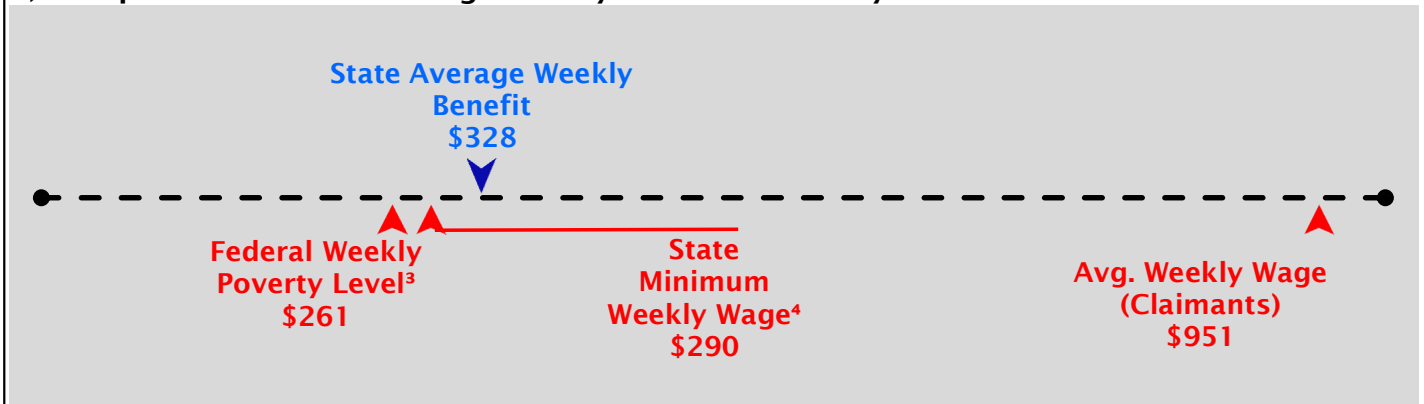 State Average Weekly
Benefit
$328
Federal Weekly
Poverty Level³
$261
State
Minimum
Weekly Wage⁴
$290
Avg. Weekly Wage
(Claimants)
$951